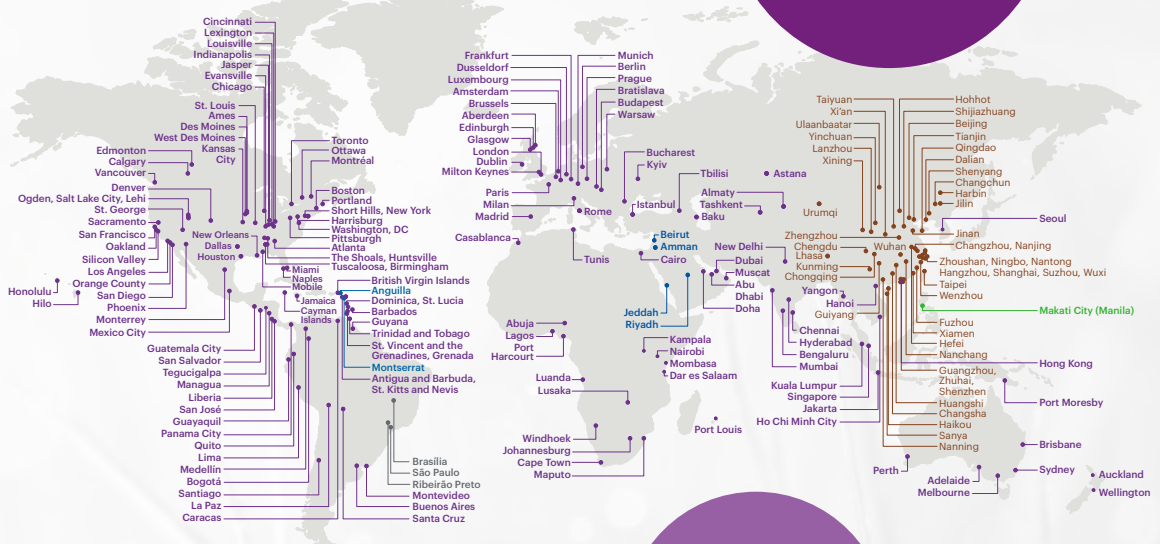 Cincinnati
Lexington
Louisville
Indianapolis
Jasper
Evansville
Chicago
St. Louis
Ames
Des Moines
West Des Moines
Kansas
City
Edmonton
Calgary
Vancouver
Denver
Ogden, Salt Lake City, Lehi
St. George
Sacramento
San Francisco
Oakland
Silicon Valley
Los Angeles
Orange County
San Diego
Phoenix
Monterrey
Mexico City
Honolulu
Hilo
New Orleans
Dallas
Houston
Toronto
Ottawa
Montréal
Boston
Portland
Short Hills, New York
Harrisburg
Washington, DC
Pittsburgh
Atlanta
The Shoals, Huntsville
Tuscaloosa, Birmingham
Miami
Naples
Mobile
Jamaica
Cayman
Islands
British Virgin Islands
Anguilla
Dominica, St. Lucia
Barbados
Guyana
Trinidad and Tobago
St. Vincent and the
Grenadines, Grenada
Montserrat
Antigua and Barbuda,
St. Kitts and Nevis
Guatemala City
San Salvador
Tegucigalpa
Managua
Liberia
San José
Guayaquil
Panama City
Quito
Lima
Medellín
Bogotá
Santiago
La Paz
Caracas
Brasília
São Paulo
Ribeirão Preto
Montevideo
Buenos Aires
Santa Cruz
Frankfurt
Dusseldorf
Luxembourg
Amsterdam
Brussels
Aberdeen
Edinburgh
Glasgow
London
Dublin
Milton Keynes
Paris
Milan
Madrid
Casablanca
Munich
Berlin
Prague
Bratislava
Budapest
Warsaw
Bucharest
Kyiv
Istanbul
Rome
Tunis
Tbilisi
Astana
Almaty
Tashkent
Baku
Beirut
Amman
Cairo
Jeddah
Riyadh
New Delhi
Dubai
Muscat
Abu
Dhabi
Doha
Abuja
Lagos
Port
Harcourt
Luanda
Lusaka
Kampala
Nairobi
Mombasa
Dar es Salaam
Port Louis
Windhoek
Johannesburg
Cape Town
Maputo
Taiyuan
Xi'an
Ulaanbaatar
Yinchuan
Lanzhou
Xining
Urumqi
Zhengzhou
Chengdu
Lhasa
Kunming
Chongqing
Wuhan
Yangon
Hanoi
Guiyang
Chennai
Hyderabad
Bengaluru
Mumbai
Kuala Lumpur
Singapore
Jakarta
Ho Chi Minh City
Hohhot
Shijiazhuang
Beijing
Tianjin
Qingdao
Dalian
Shenyang
Changchun
Harbin
Jilin
Seoul
Jinan
Changzhou, Nanjing
Zhoushan, Ningbo, Nantong
Hangzhou, Shanghai, Suzhou, Wuxi
Taipei
Wenzhou
Makati City (Manila)
Fuzhou
Xiamen
Hefei
Nanchang
Hong Kong
Guangzhou,
Zhuhai,
Shenzhen
Huangshi
Changsha
Haikou
Sanya
Nanning
Port Moresby
Perth
Adelaide
Melbourne
Brisbane
Sydney
Auckland
Wellington